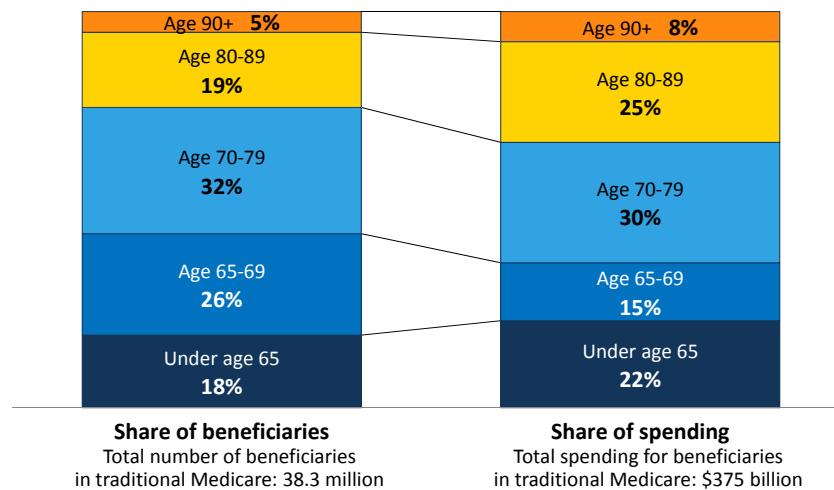 Age 90+ 5%
Age 80-89
19%
Age 70-79
32%
Age 65-69
26%
Under age 65
18%
Share of beneficiaries
Total number of beneficiaries
in traditional Medicare: 38.3 million
Age 90+ 8%
Age 80-89
25%
Age 70-79
30%
Age 65-69
15%
Under age 65
22%
Share of spending
Total spending for beneficiaries
in traditional Medicare: $375 billion